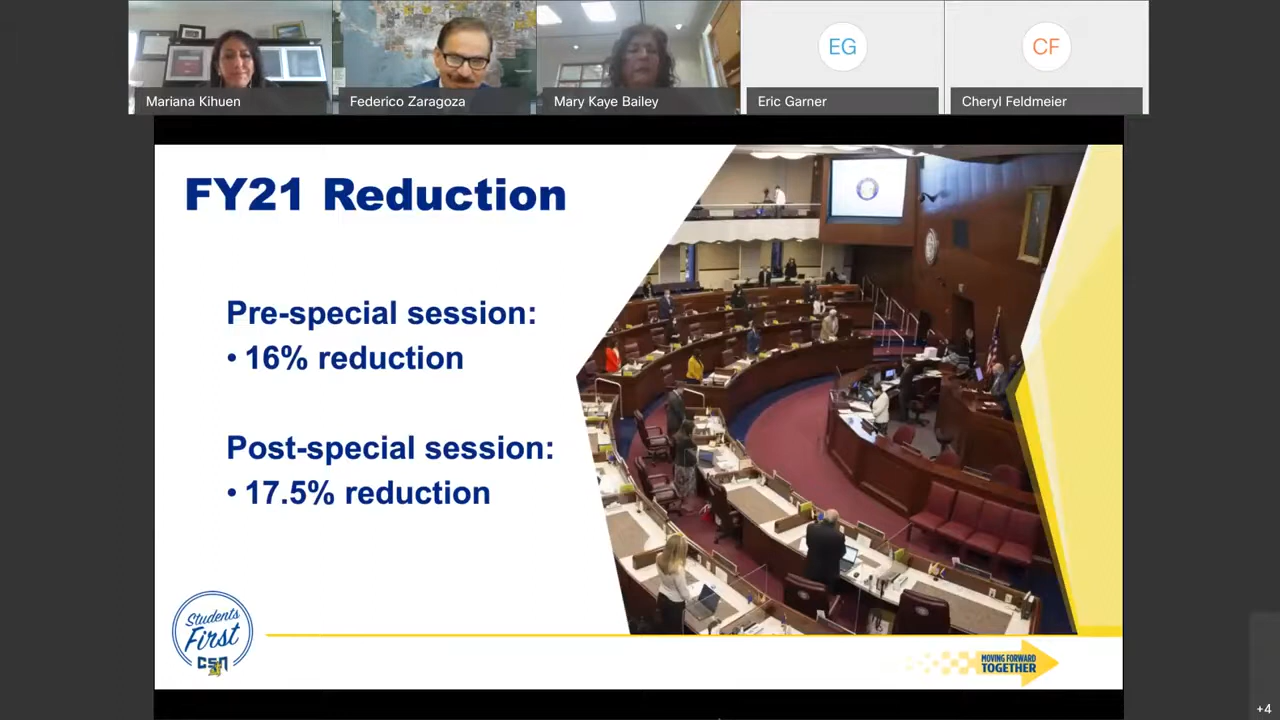 Mariana Kihuen
Federico Zaragoza
Mary Kaye Bailey
EG
Eric Garner
CF
Cheryl Feldmeier
FY21 Reduction
Pre-special session:
• 16% reduction
Post-special session:
• 17.5% reduction
Students
First
CSN
MOVING FORWARD
TOGETHER
+4